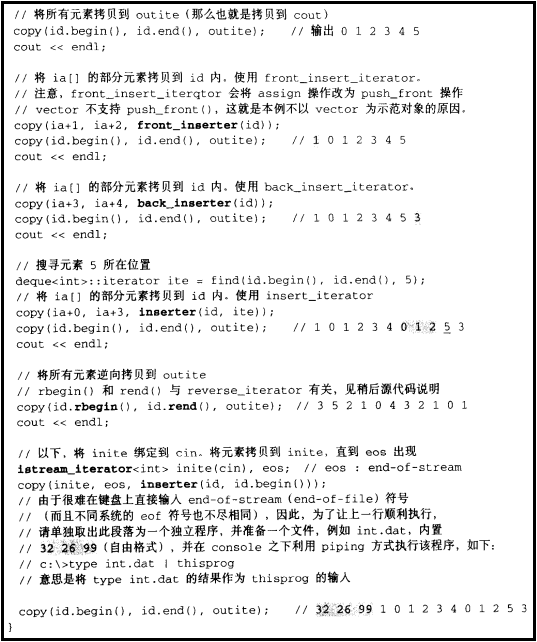 // 将所有元素拷贝到 outite（那么也就是拷贝到 cout）
copy(id.begin(), id.end(), outite);   // 输出 0 1 2 3 4 5
cout << endl;
// 将 ia[] 的部分元素拷贝到 id 内。使用 front_insert_iterator。
// 注意，front_insert_iterqtor 会将 assign 操作改为 push_front 操作
// vector 不支持 push_front()，这就是本例不以 vector 为示范对象的原因。
copy(ia+1, ia+2, front_inserter(id));
copy(id.begin(), id.end(), outite);   // 1 0 1 2 3 4 5
cout << endl;
// 将 ia[] 的部分元素拷贝到 id 内。使用 back_insert_iterator。
copy(ia+3, ia+4, back_inserter(id));
copy(id.begin(), id.end(), outite);   // 1 0 1 2 3 4 5 3
cout << endl;
// 搜寻元素 5 所在位置
deque<int>::iterator ite = find(id.begin(), id.end(), 5);
// 将 ia[] 的部分元素拷贝到 id 内。使用 insert_iterator
copy(ia+0, ia+3, inserter(id, ite));
copy(id.begin(), id.end(), outite);   // 1 0 1 2 3 4 0 1 2 5 3
cout << endl;
// 将所有元素逆向拷贝到 outite
// rbegin() 和 rend() 与 reverse_iterator 有关，见稍后源代码说明
copy(id.rbegin(), id.rend(), outite);  // 3 5 2 1 0 4 3 2 1 0 1
cout << endl;
// 以下，将 inite 绑定到 cin。将元素拷贝到 inite，直到 eos 出现
istream_iterator<int> inite(cin), eos;  // eos : end-of-stream
copy(inite, eos, inserter(id, id.begin()));
// 由于很难在键盘上直接输入 end-of-stream (end-of-file) 符号
// （而且不同系统的 eof 符号也不尽相同），因此，为了让上一行顺利执行，
// 请单独取出此段落为一个独立程序，并准备一个文件，例如 int.dat，内置
// 32 26 99（自由格式），并在 console 之下利用 piping 方式执行该程序，如下：
// c:\>type int.dat | thisprog
// 意思是将 type int.dat 的结果作为 thisprog 的输入
copy(id.begin(), id.end(), outite);   // 32 26 99 1 0 1 2 3 4 0 1 2 5 3
}